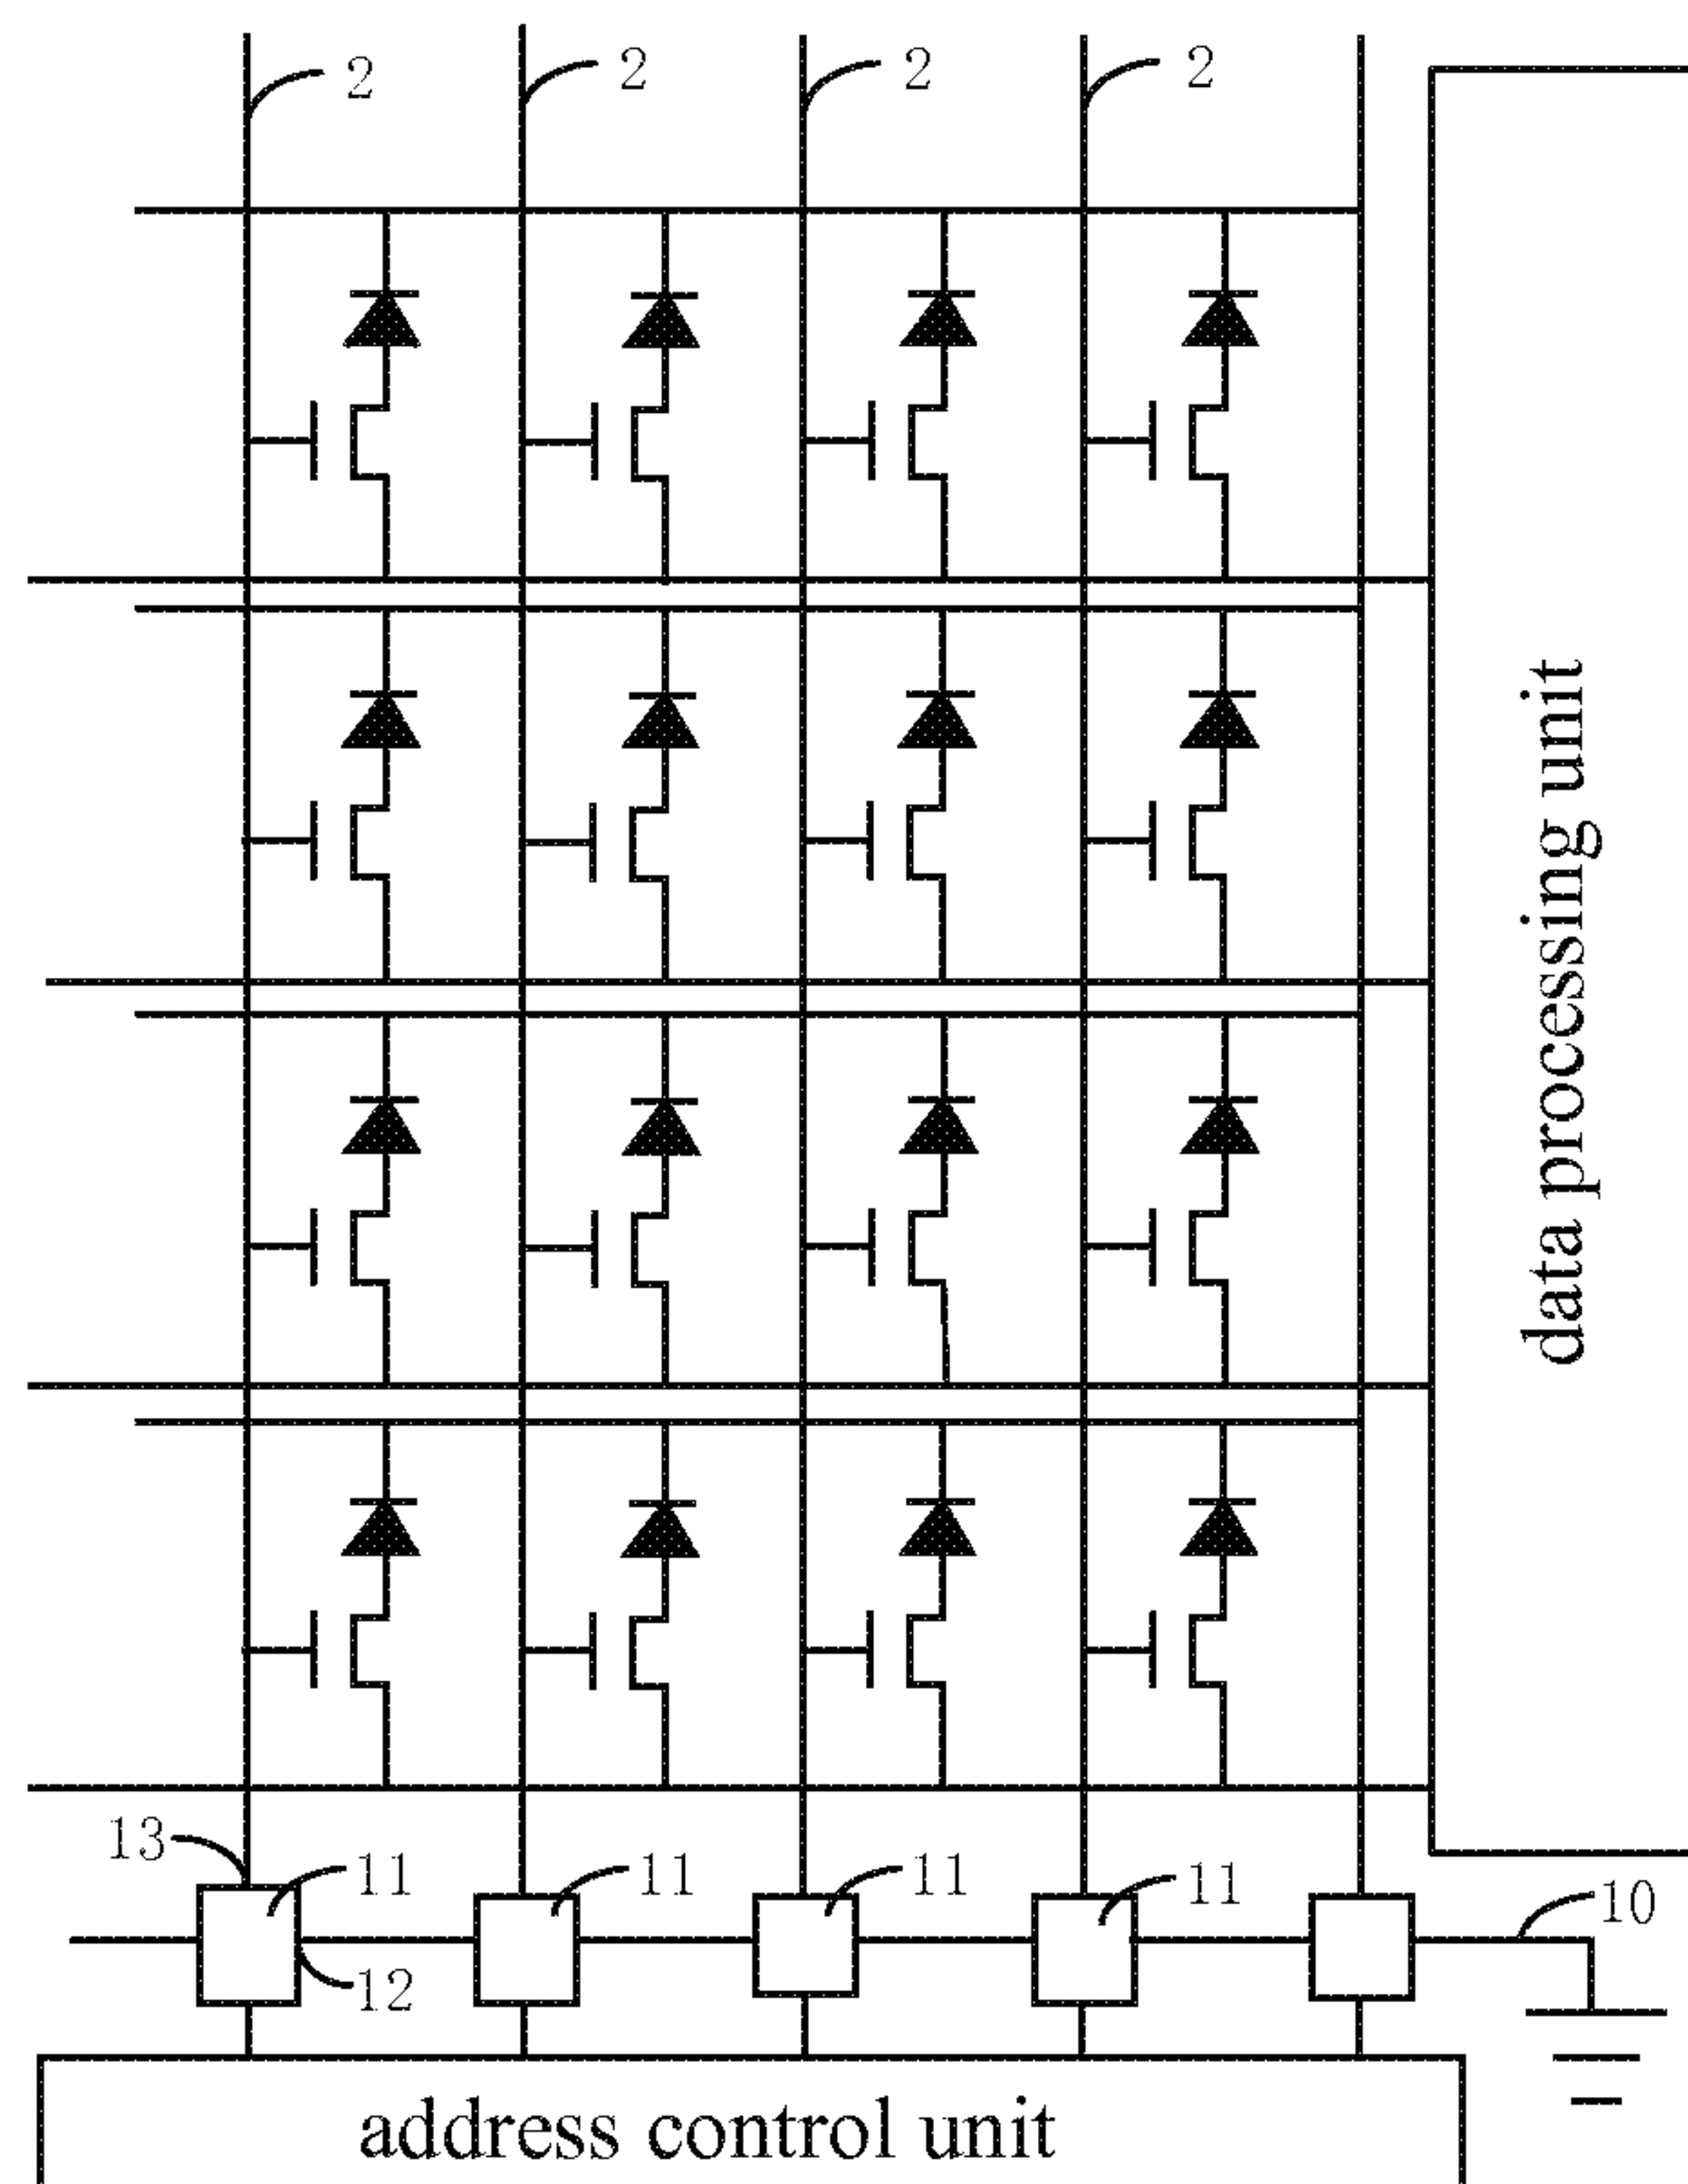 2 2 2 2
data processing unit
13 11 11 11 11 10
12
address control unit